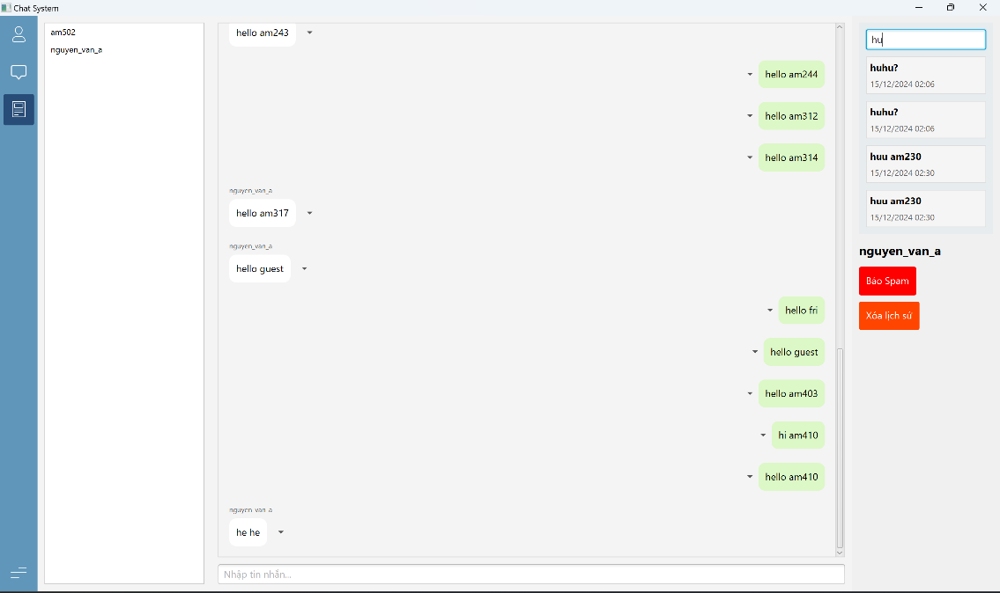 Chat System
am502
nguyen_van_a
hello am243
hello am244
hello am312
hello am314
nguyen_van_a
hello am317
nguyen_van_a
hello guest
hello fri
hello guest
hello am403
hi am410
hello am410
nguyen_van_a
he he
Nhập tin nhắn...
hu
huhu?
15/12/2024 02:06
huhu?
15/12/2024 02:06
huu am230
15/12/2024 02:30
huu am230
15/12/2024 02:30
nguyen_van_a
Báo Spam
Xóa lịch sử